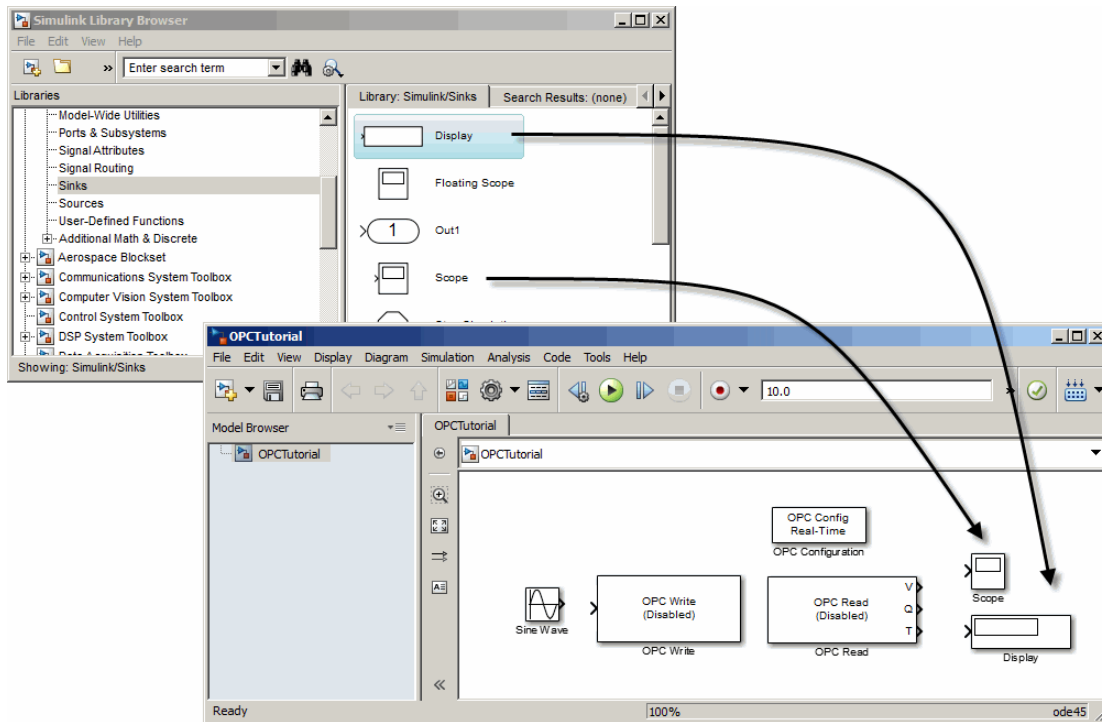 Simulink Library Browser
File Edit View Help
» Enter search term
Libraries
Library: Simulink/Sinks Search Results: (none)
Model-Wide Utilities
Ports & Subsystems
Signal Attributes
Signal Routing
Sinks
Sources
User-Defined Functions
Additional Math & Discrete
Aerospace Blockset
Communications System Toolbox
Computer Vision System Toolbox
Control System Toolbox
DSP System Toolbox
Display
Floating Scope
1 Out1
Scope
Showing: Simulink/Sinks
OPCTutorial
File Edit View Display Diagram Simulation Analysis Code Tools Help
10.0
Model Browser
OPCTutorial
OPCTutorial
OPCTutorial
OPC Config
Real-Time
OPC Configuration
Sine Wave
OPC Write
(Disabled)
OPC Write
OPC Read
(Disabled)
V
Q
T
OPC Read
Scope
Display
Ready 100% ode45